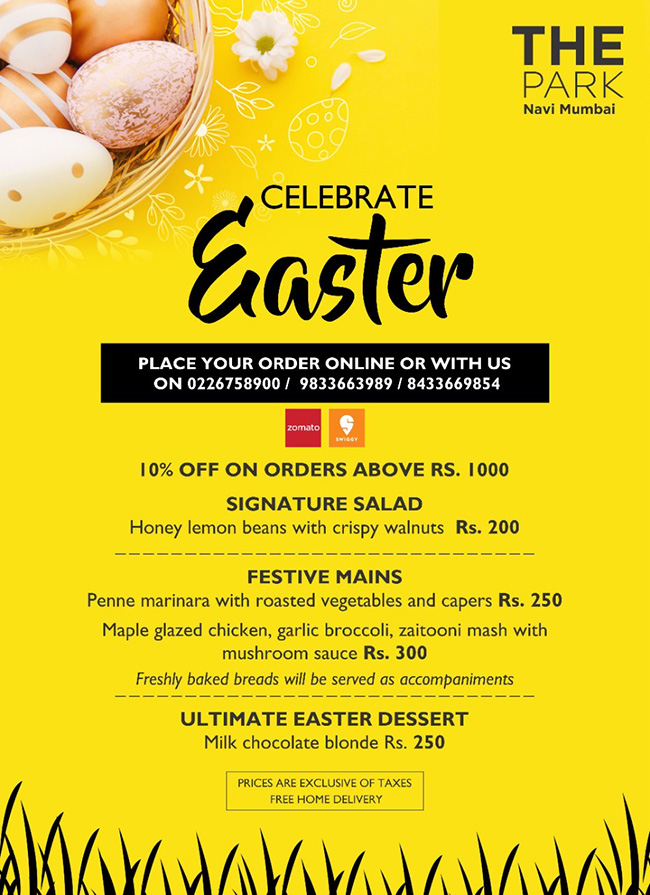 THE
PARK
Navi Mumbai
CELEBRATE
Easter
PLACE YOUR ORDER ONLINE OR WITH US
ON 0226758900 / 9833663989 / 8433669854
zomato
SWIGGY
10% OFF ON ORDERS ABOVE RS. 1000
SIGNATURE SALAD
Honey lemon beans with crispy walnuts Rs. 200
FESTIVE MAINS
Penne marinara with roasted vegetables and capers Rs. 250
Maple glazed chicken, garlic broccoli, zaitooni mash with
mushroom sauce Rs. 300
Freshly baked breads will be served as accompaniments
ULTIMATE EASTER DESSERT
Milk chocolate blonde Rs. 250
PRICES ARE EXCLUSIVE OF TAXES
FREE HOME DELIVERY